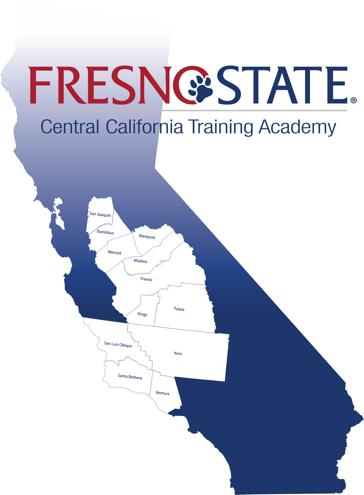 FRESNO STATE®
Central California Training Academy
San Joaquin
Stanislaus
Mariposa
Merced
Madera
Fresno
Tulare
Kings
San Luis Obispo
Kern
Santa Barbara
Ventura